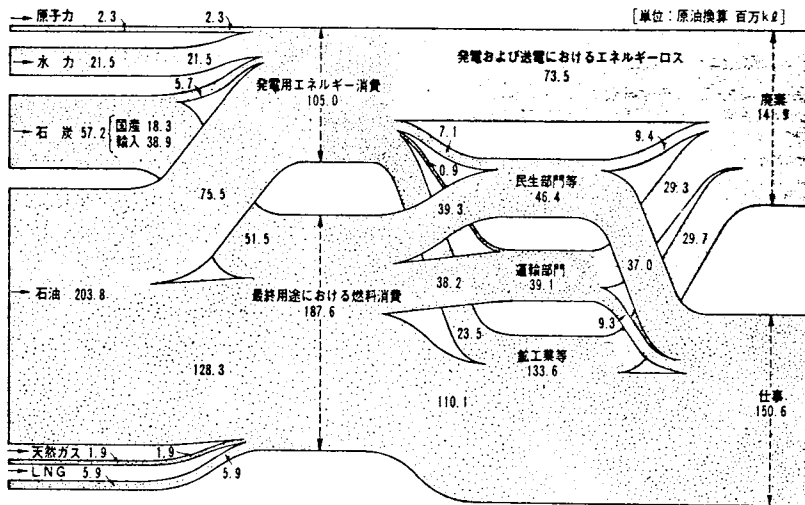 [単位：原油換算 百万kℓ]
原子力 2.3
2.3
水力 21.5
21.5
5.7
石炭 57.2
国産 18.3
輸入 38.9
75.5
51.5
石油 203.8
128.3
天然ガス 1.9
1.9
LNG 5.9
5.9
発電用エネルギー消費
105.0
最終用途における燃料消費
187.6
発電および送電におけるエネルギーロス
73.5
7.1
0.9
39.3
38.2
23.5
110.1
民生部門等
46.4
運輸部門
39.1
鉱工業等
133.6
9.4
29.3
29.7
37.0
9.3
廃棄
141.9
仕事
150.6